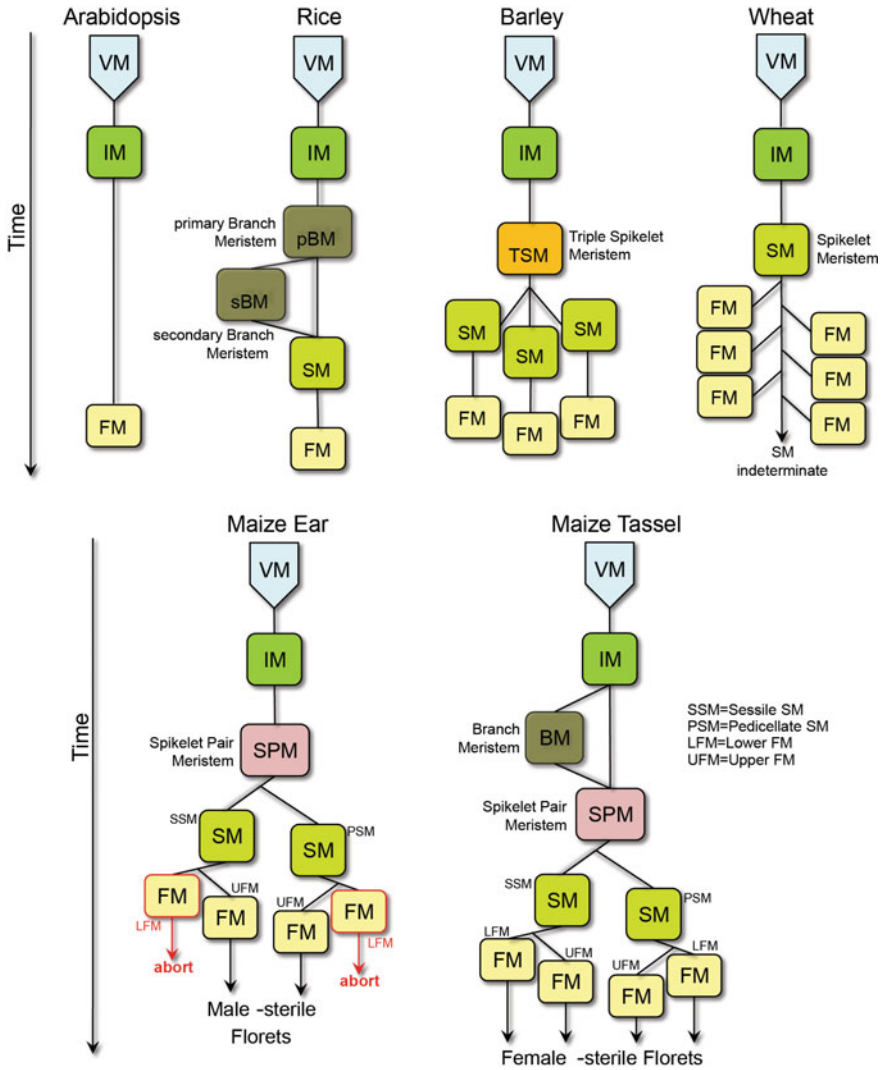 Arabidopsis
Rice
Barley
Wheat
Time
VM
VM
VM
VM
IM
IM
IM
IM
primary Branch
Meristem
pBM
sBM
secondary Branch
Meristem
SM
FM
FM
TSM
Triple Spikelet
Meristem
SM
SM
SM
FM
FM
FM
SM
Spikelet
Meristem
FM
FM
FM
FM
FM
FM
SM
indeterminate
Maize Ear
Maize Tassel
Time
VM
IM
Spikelet Pair
Meristem
SPM
SSM
SM
PSM
SM
FM
LFM
UFM
FM
UFM
FM
FM
LFM
abort
abort
Male -sterile
Florets
VM
IM
Branch
Meristem
BM
Spikelet Pair
Meristem
SPM
SSM
SM
PSM
SM
LFM
FM
UFM
FM
UFM
FM
LFM
FM
Female -sterile Florets
SSM=Sessile SM
PSM=Pedicellate SM
LFM=Lower FM
UFM=Upper FM